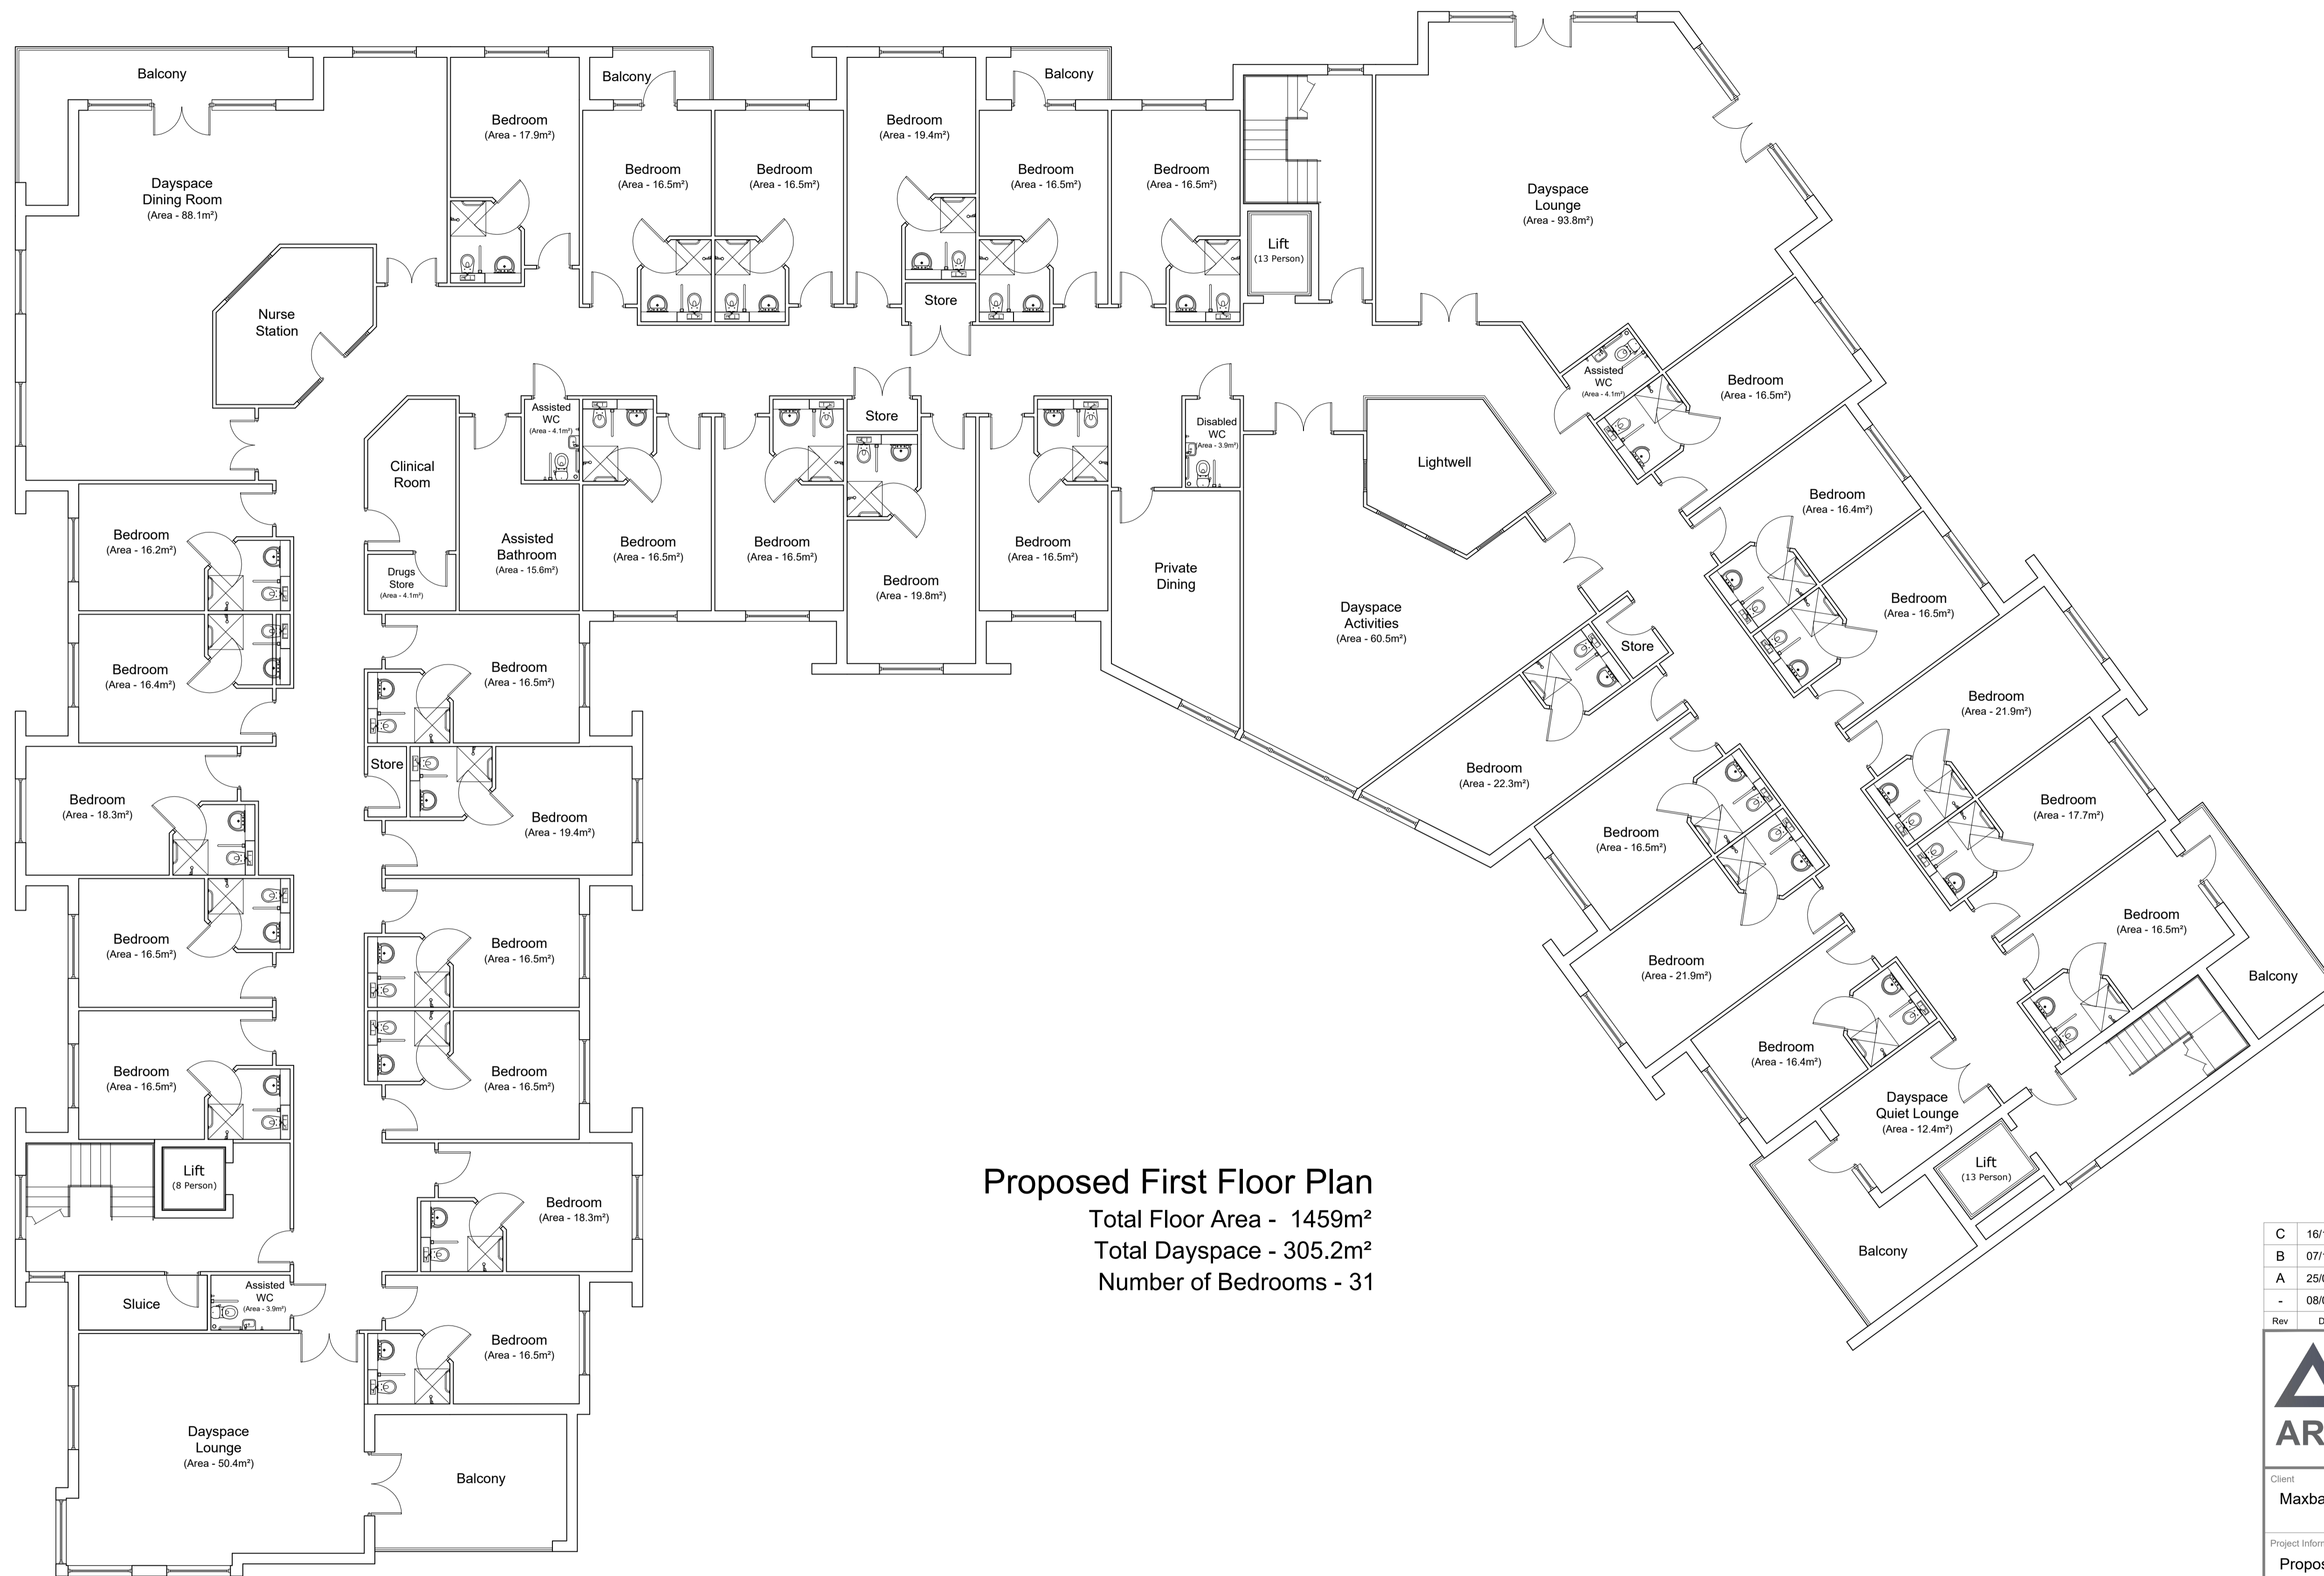 Balcony
Balcony
Balcony
Bedroom
(Area - 17.9m²)
Bedroom
(Area - 19.4m²)
Bedroom
(Area - 16.5m²)
Bedroom
(Area - 16.5m²)
Bedroom
(Area - 16.5m²)
Bedroom
(Area - 16.5m²)
Dayspace
Dining Room
(Area - 88.1m²)
Dayspace
Lounge
(Area - 93.8m²)
Lift
(13 Person)
Store
Nurse
Station
Assisted
WC
(Area - 4.1m²)
Bedroom
(Area - 16.5m²)
Assisted
WC
(Area - 4.1m²)
Store
Disabled
WC
(Area - 3.9m²)
Lightwell
Clinical
Room
Bedroom
(Area - 16.4m²)
Bedroom
(Area - 16.2m²)
Assisted
Bathroom
(Area - 15.6m²)
Bedroom
(Area - 16.5m²)
Bedroom
(Area - 16.5m²)
Bedroom
(Area - 19.8m²)
Bedroom
(Area - 16.5m²)
Private
Dining
Drugs
Store
(Area - 4.1m²)
Dayspace
Activities
(Area - 60.5m²)
Bedroom
(Area - 16.5m²)
Store
Bedroom
(Area - 16.4m²)
Bedroom
(Area - 16.5m²)
Bedroom
(Area - 21.9m²)
Store
Bedroom
(Area - 22.3m²)
Bedroom
(Area - 18.3m²)
Bedroom
(Area - 19.4m²)
Bedroom
(Area - 17.7m²)
Bedroom
(Area - 16.5m²)
Bedroom
(Area - 16.5m²)
Bedroom
(Area - 16.5m²)
Bedroom
(Area - 16.5m²)
Bedroom
(Area - 21.9m²)
Balcony
Bedroom
(Area - 16.5m²)
Bedroom
(Area - 16.5m²)
Bedroom
(Area - 16.4m²)
Dayspace
Quiet Lounge
(Area - 12.4m²)
Lift
(8 Person)
Lift
(13 Person)
Bedroom
(Area - 18.3m²)
Balcony
Proposed First Floor Plan
Total Floor Area - 1459m²
Total Dayspace - 305.2m²
Number of Bedrooms - 31
Sluice
Assisted
WC
(Area - 3.9m²)
Bedroom
(Area - 16.5m²)
Dayspace
Lounge
(Area - 50.4m²)
Balcony
C 16/
B 07/
A 25/
- 08/
Rev
AR
Client